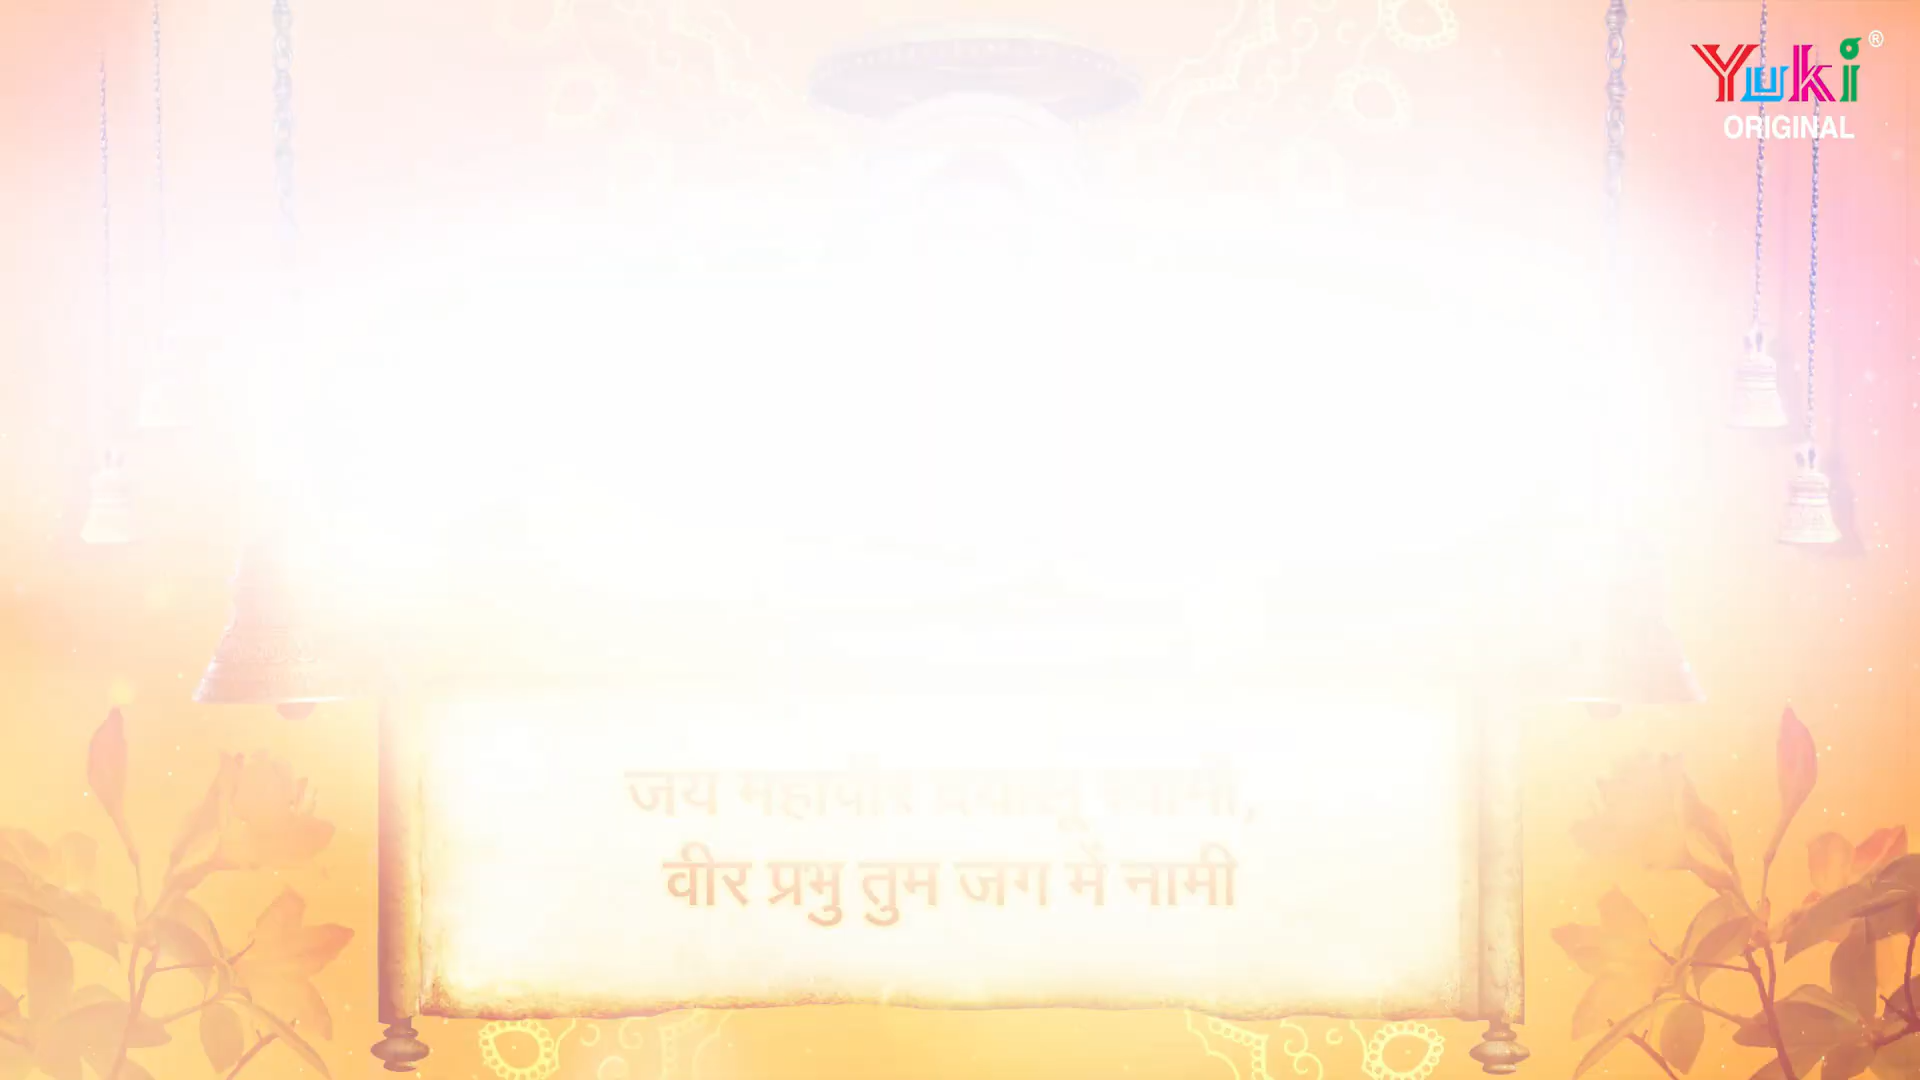 Yuki®
ORIGINAL
जय महावीर दयालु स्वामी,
वीर प्रभु तुम जग में नामी